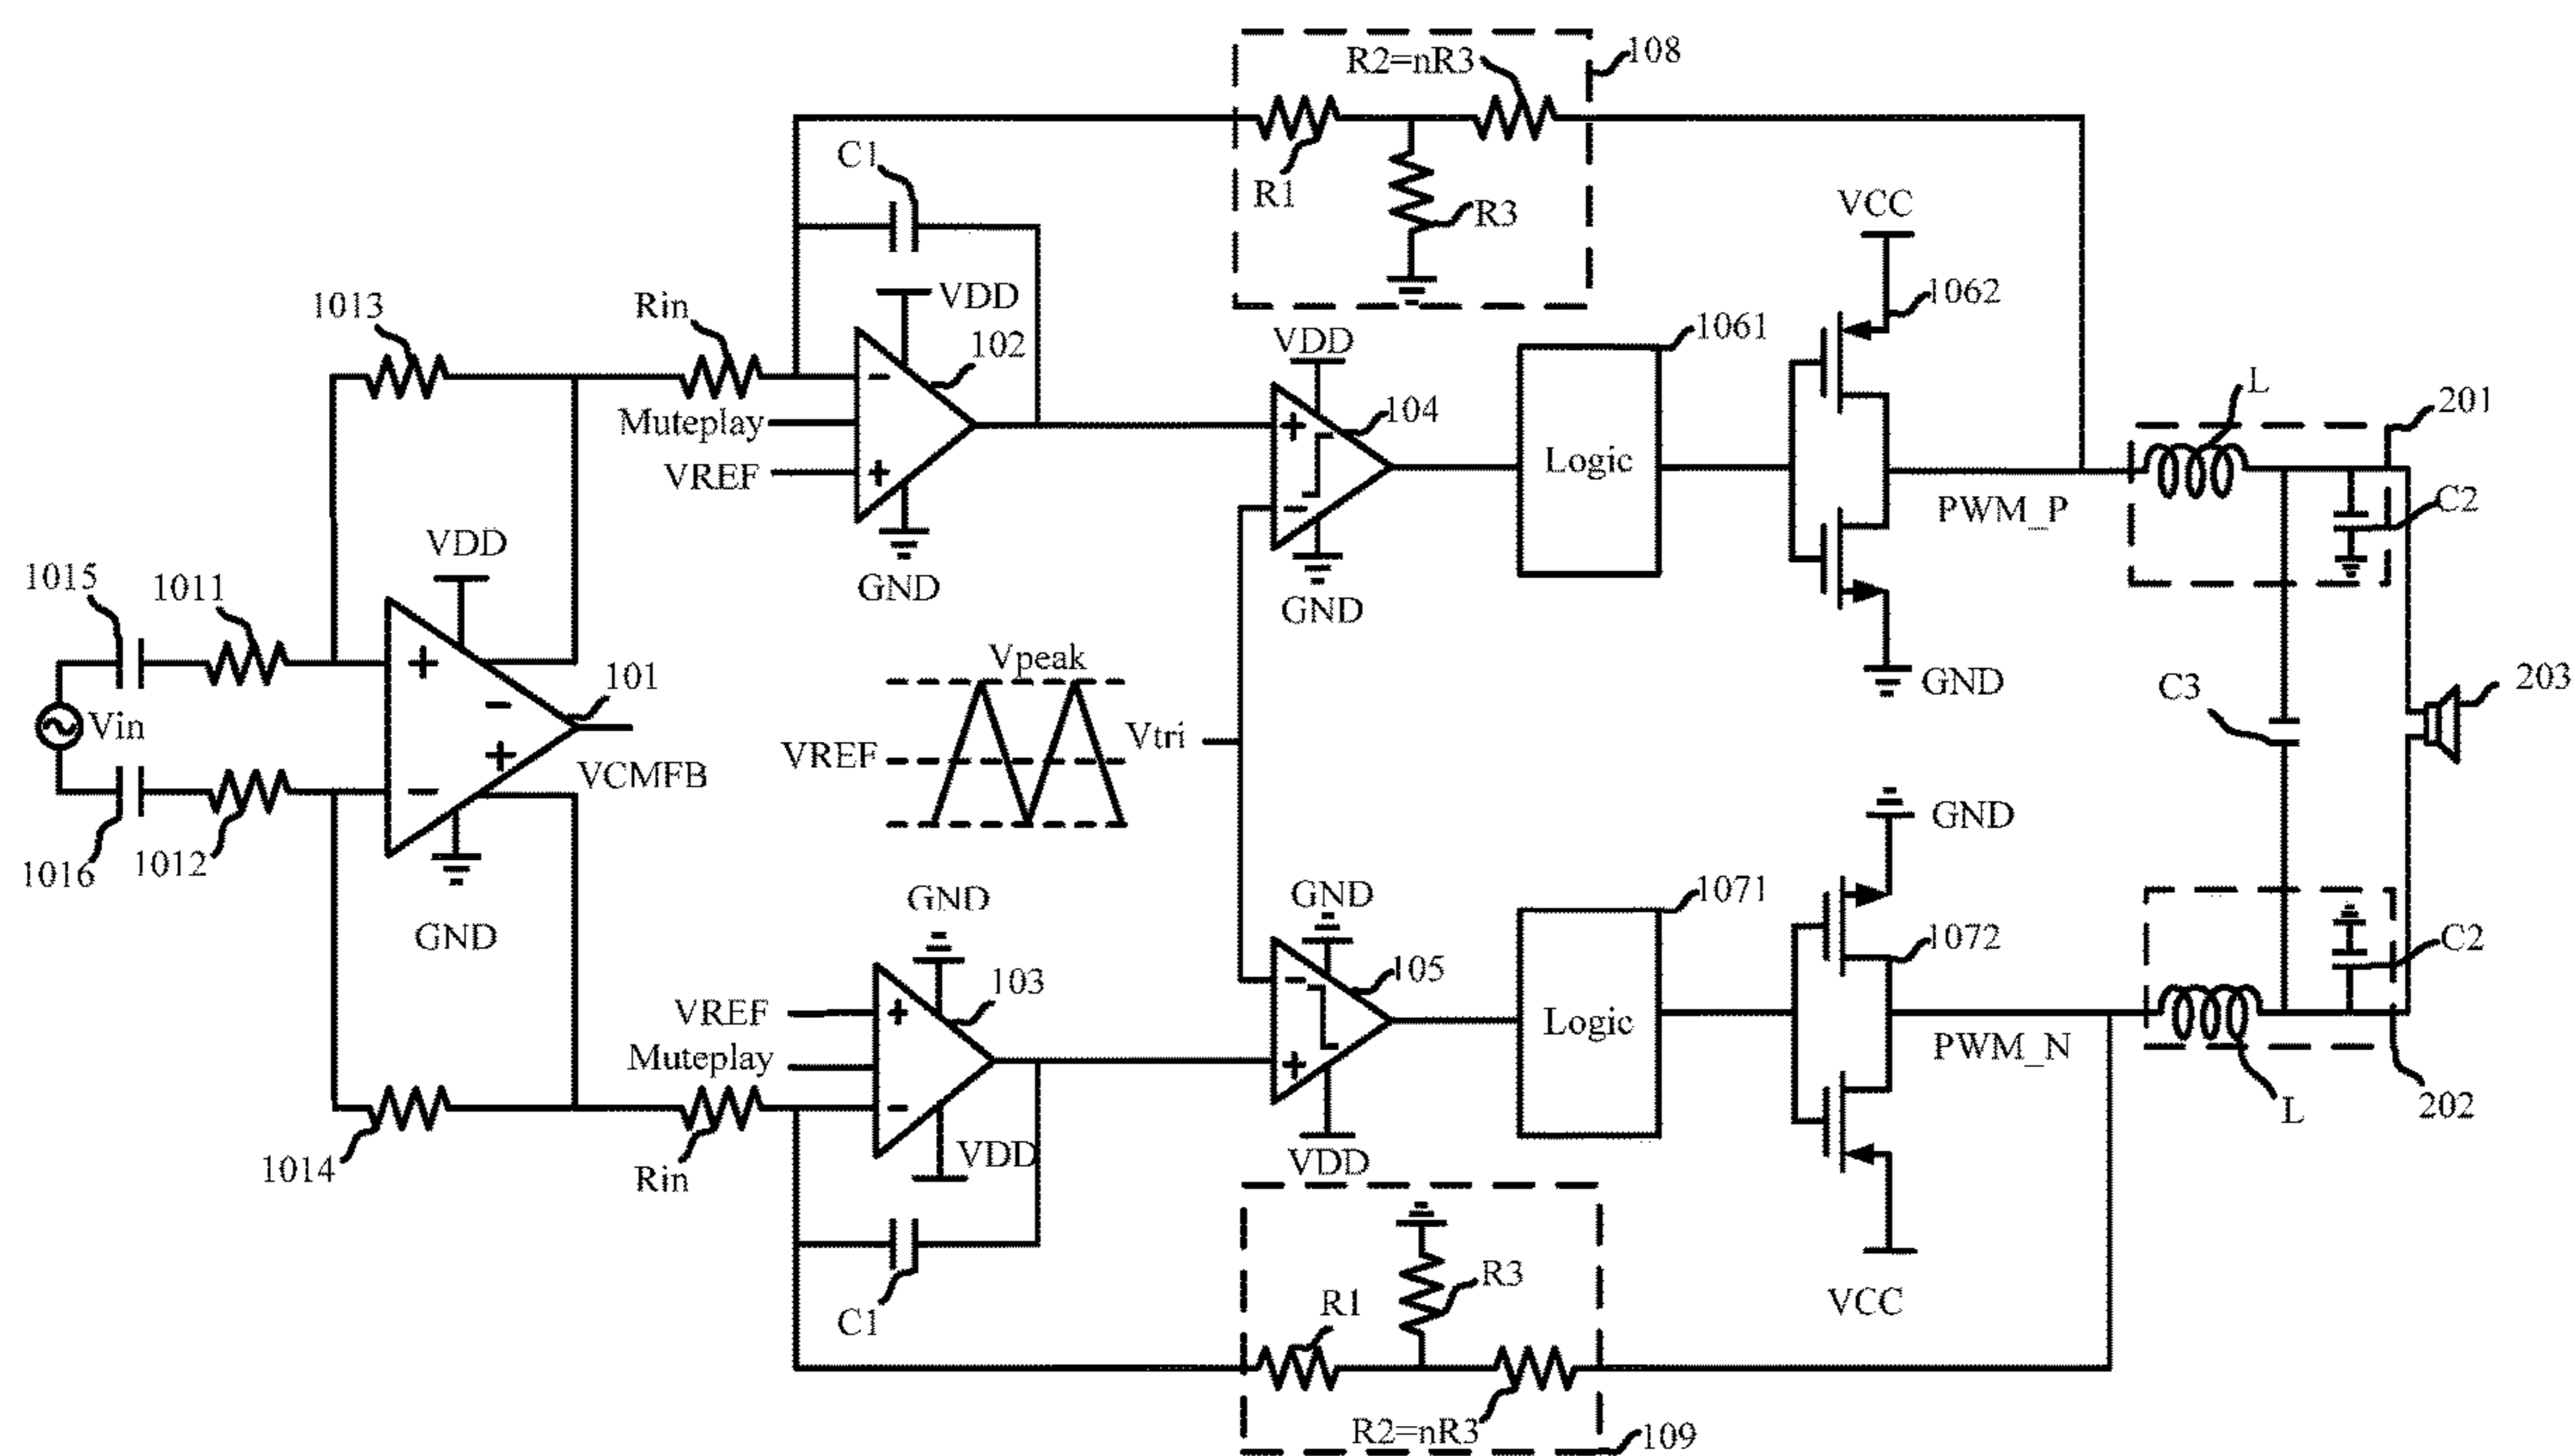 R2=nR3
108
R1
R3
C1
VCC
1062
1013
Rin
VDD
102
VDD
1061
Muteplay
104
L
201
VREF
Logic
PWM_P
C2
GND
GND
VDD
1015
1011
101
Vin
VCMFB
1016
1012
GND
Vpeak
VREF
Vtri
GND
C3
203
GND
GND
GND
1071
1072
C2
VREF
103
105
Muteplay
Logic
PWM_N
1014
Rin
VDD
VDD
L
202
C1
R1
R3
VCC
R2=nR3
109